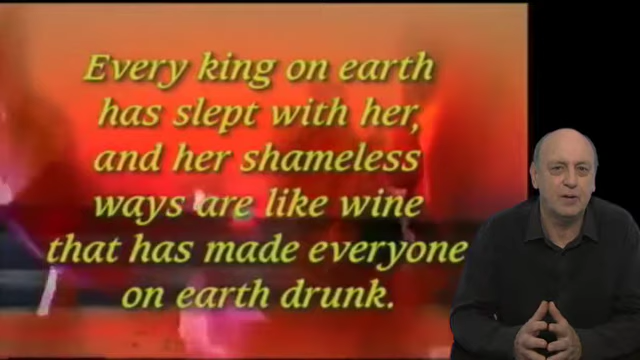 Every king on earth
has slept with her,
and her shameless
ways are like wine
that has made everyone
on earth drunk.